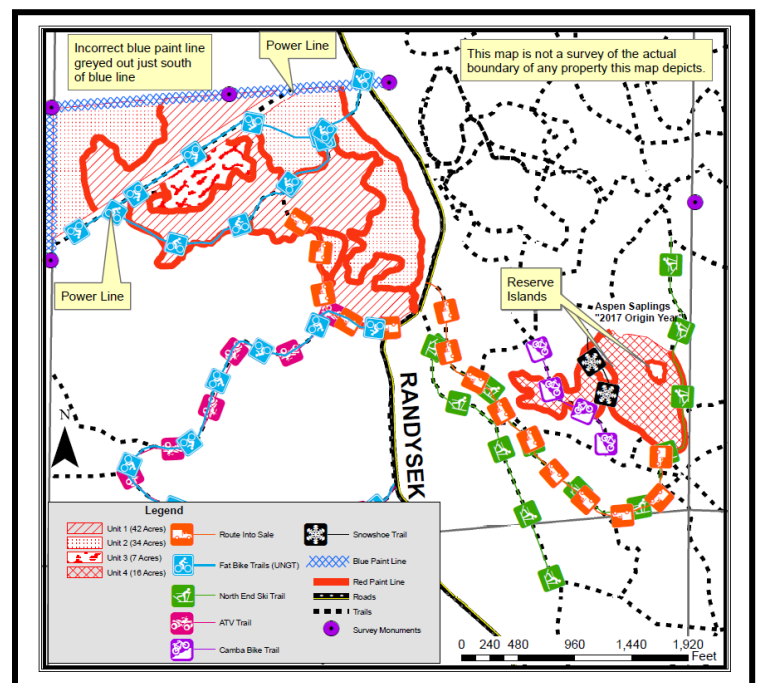 Incorrect blue paint line
greyed out just south
of blue line
Power Line
This map is not a survey of the actual
boundary of any property this map depicts.
Power Line
Reserve
Islands
Aspen Saplings
"2017 Origin Year"
RANDYSEK
N
Legend
Unit 1 (42 Acres)
Unit 2 (34 Acres)
Unit 3 (7 Acres)
Unit 4 (16 Acres)
Route Into Sale
Fat Bike Trails (UNGT)
North End Ski Trail
ATV Trail
Camba Bike Trail
Snowshoe Trail
Blue Paint Line
Red Paint Line
Roads
Trails
Survey Monuments
0 240 480 960 1,440 1,920
Feet